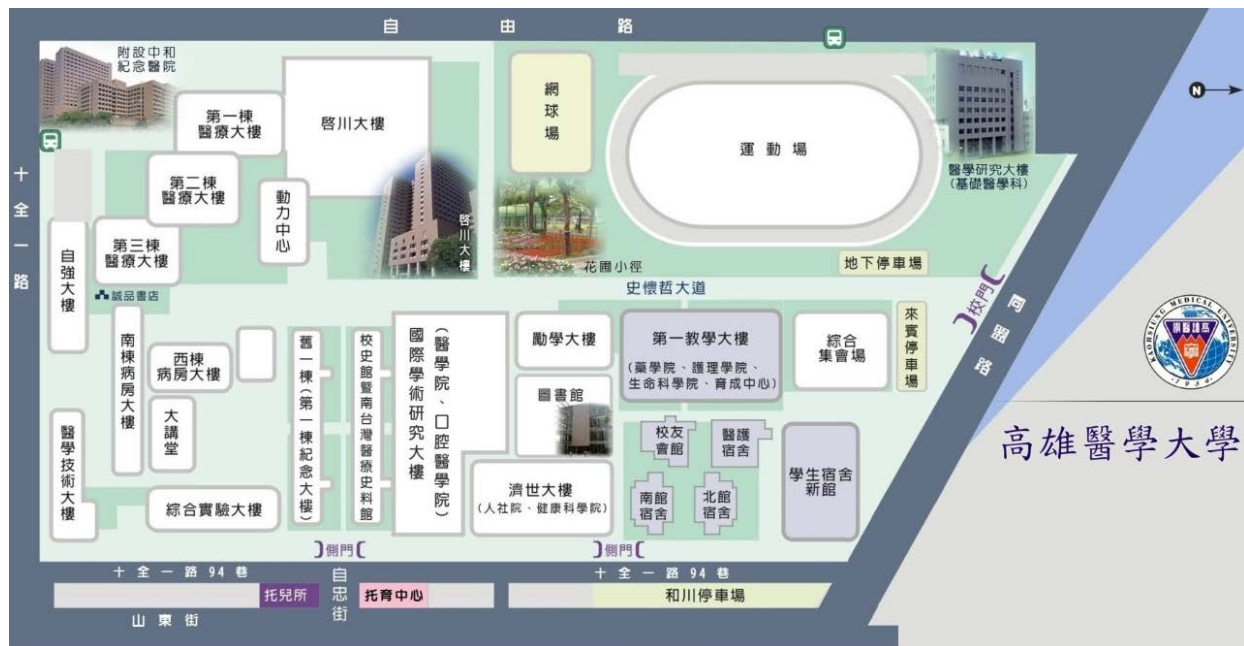 自由路
附設中和
紀念醫院
第一棟
醫療大樓
啓川大樓
網球場
運動場
N
醫學研究大樓
(基礎醫學科)
十全一路
第二棟
醫療大樓
動力中心
啓川大樓
第三棟
醫療大樓
自強大樓
誠品書店
花圃小徑
地下停車場
史懷哲大道
校門
同盟路
南棟病房大樓
西棟
病房大樓
舊一棟(第一棟紀念大樓)
校史館暨南台灣醫療史料館
國際學術研究大樓
(醫學院、口腔醫學院)
勵學大樓
第一教學大樓
(藥學院、護理學院、
生命科學院、育成中心)
綜合
集會場
來賓停車場
KAOHSIUNG MEDICAL UNIVERSITY
1954
高雄醫學大學
圖書館
大講堂
醫學技術大樓
校友
會館
醫護
宿舍
學生宿舍
新館
綜合實驗大樓
濟世大樓
(人社院、健康科學院)
南館
宿舍
北館
宿舍
側門
側門
十全一路94巷
自忠街
十全一路94巷
托兒所
托育中心
和川停車場
山東街